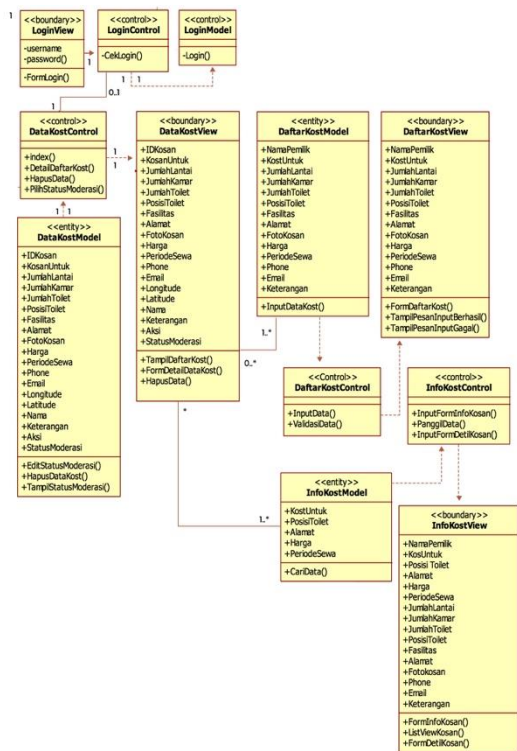 1
<<boundary>>
LoginView
-username
-password()
-FormLogin()
1
<<control>>
LoginControl
-CekLogin()
1
1
<<control>>
LoginModel
-Login()
0..1
1
<<control>>
DataKostControl
+index()
+DetailDaftarKost()
+HapusData()
+PilihStatusModerasi()
1
1
1
1
<<entity>>
DataKostModel
+IDKosan
+KosanUntuk
+JumlahLantai
+JumlahKamar
+JumlahToilet
+PosisiToilet
+Fasilitas
+Alamat
+FotoKosan
+Harga
+PeriodeSewa
+Phone
+Email
+Longitude
+Latitude
+Nama
+Keterangan
+Aksi
+StatusModerasi
+EditStatusModerasi()
+HapusDataKost()
+TampilStatusModerasi()
<<boundary>>
DataKostView
+IDKosan
+KosanUntuk
+JumlahLantai
+JumlahKamar
+JumlahToilet
+PosisiToilet
+Fasilitas
+Alamat
+FotoKosan
+Harga
+PeriodeSewa
+Phone
+Email
+Longitude
+Latitude
+Nama
+Keterangan
+Aksi
+StatusModerasi
+TampilDaftarKost()
+FormDetailDataKost()
+HapusData()
<<entity>>
DaftarKostModel
+NamaPemilik
+KostUntuk
+JumlahLantai
+JumlahKamar
+JumlahToilet
+PosisiToilet
+Fasilitas
+Alamat
+FotoKosan
+Harga
+PeriodeSewa
+Phone
+Email
+Keterangan
+InputDataKost()
<<boundary>>
DaftarKostView
+NamaPemilik
+KostUntuk
+JumlahLantai
+JumlahKamar
+JumlahToilet
+PosisiToilet
+Fasilitas
+Alamat
+FotoKosan
+Harga
+PeriodeSewa
+Phone
+Email
+Keterangan
+FormDaftarKost()
+TampilPesanInputBerhasil()
+TampilPesanInputGagal()
1..*
0..*
<<Control>>
DaftarKostControl
+InputData()
+ValidasiData()
<<control>>
InfoKostControl
+InputFormInfoKosan()
+PanggilData()
+InputFormDetilKosan()
*
1..*
<<entity>>
InfoKostModel
+KostUntuk
+PosisiToilet
+Alamat
+Harga
+PeriodeSewa
+CariData()
<<boundary>>
InfoKostView
+NamaPemilik
+KosUntuk
+Posisi Toilet
+Alamat
+Harga
+PeriodeSewa
+JumlahLantai
+JumlahKamar
+JumlahToilet
+PosisiToilet
+Fasilitas
+Alamat
+Fotokosan
+Phone
+Email
+Keterangan
+FormInfoKosan()
+ListViewKosan()
+FormDetilKosan()